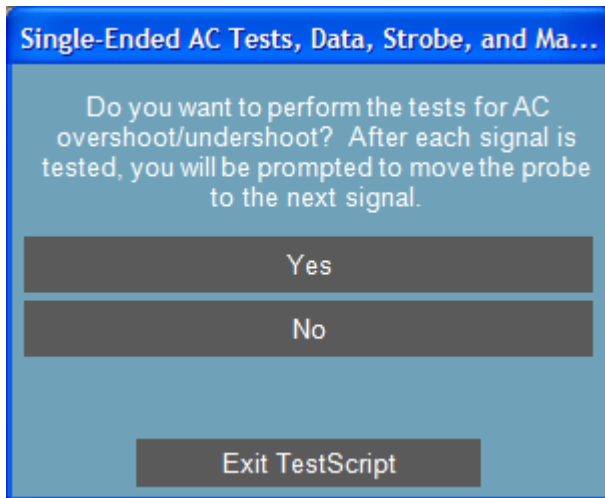 Single-Ended AC Tests, Data, Strobe, and Ma...
Do you want to perform the tests for AC
overshoot/undershoot? After each signal is
tested, you will be prompted to move the probe
to the next signal.
Yes
No
Exit TestScript